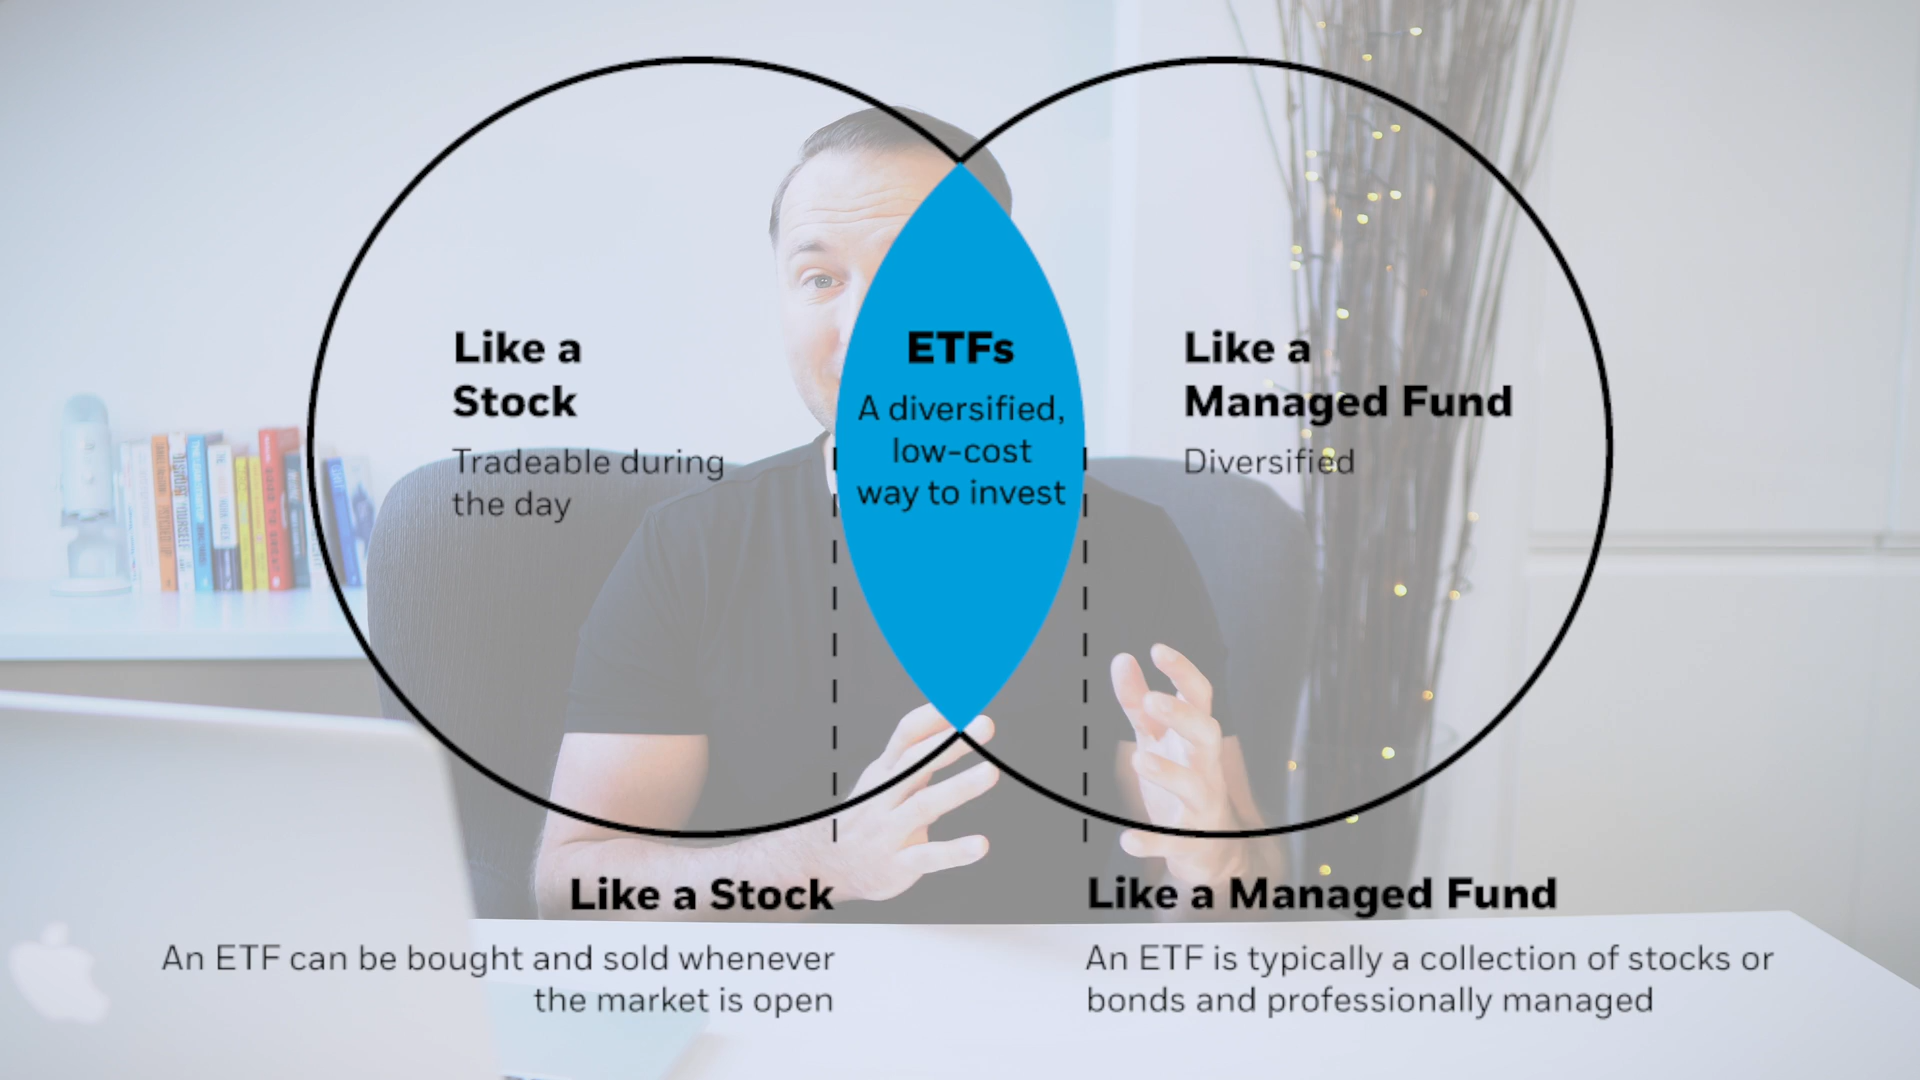 Like a
Stock
Tradeable during
the day
ETFs
A diversified,
low-cost
way to invest
Like a
Managed Fund
Diversified
Like a Stock
An ETF can be bought and sold whenever
the market is open
Like a Managed Fund
An ETF is typically a collection of stocks or
bonds and professionally managed